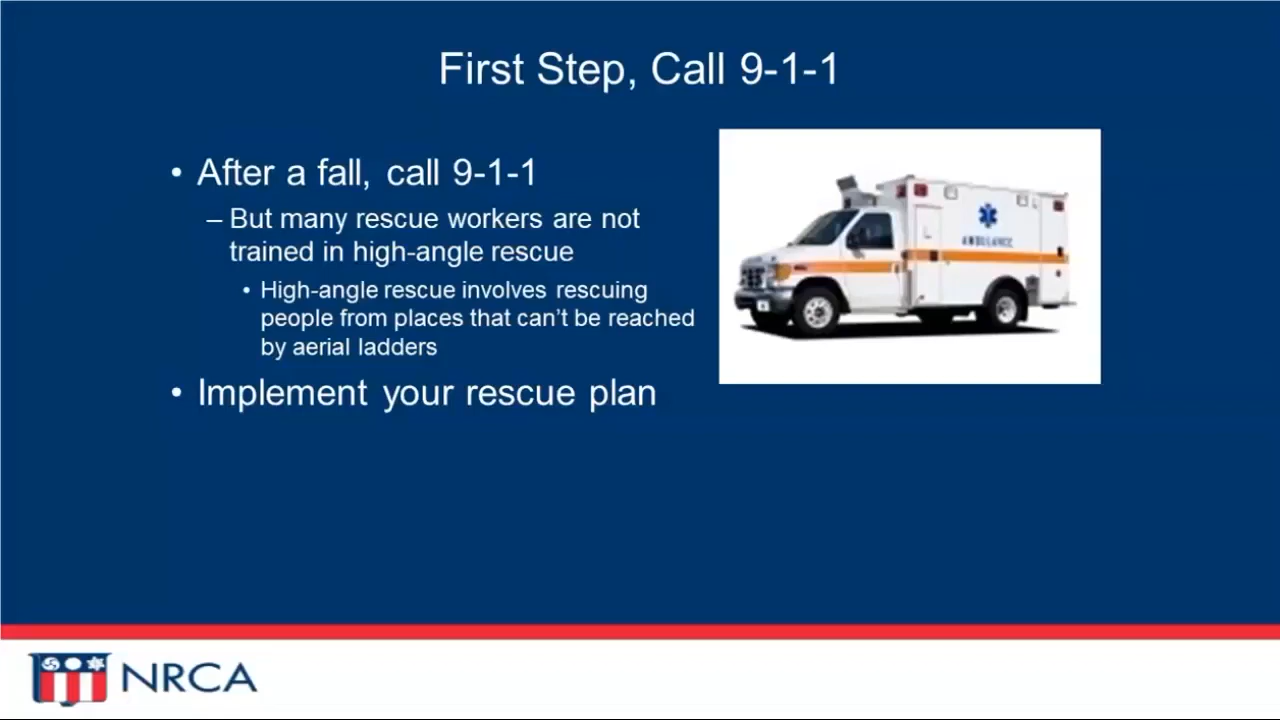 First Step, Call 9-1-1
• After a fall, call 9-1-1
– But many rescue workers are not
trained in high-angle rescue
• High-angle rescue involves rescuing
people from places that can’t be reached
by aerial ladders
• Implement your rescue plan
AMBULANCE
NRCA